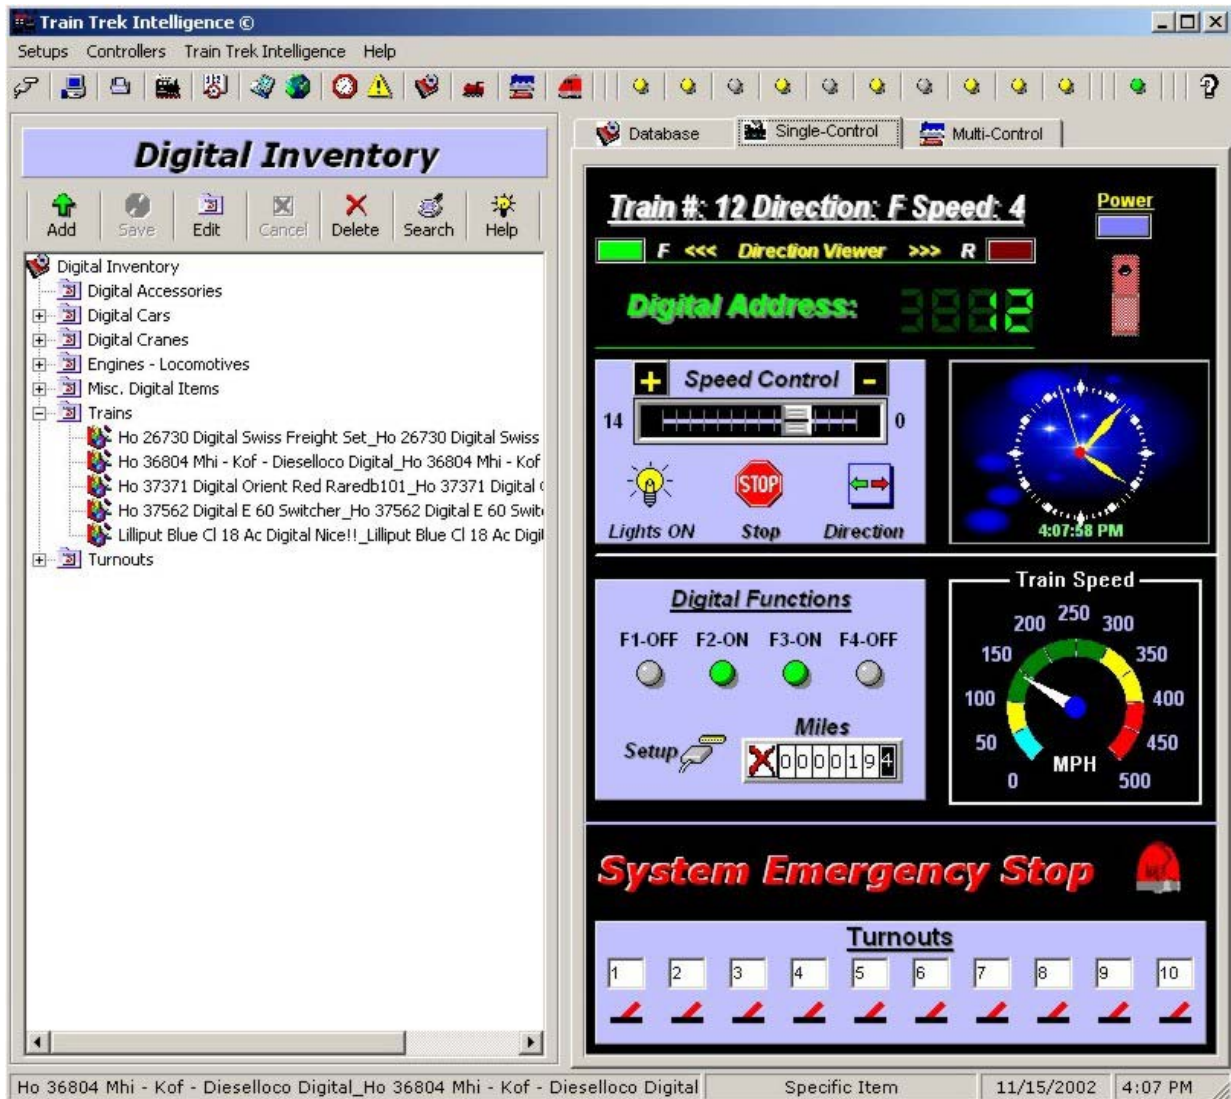 Train Trek Intelligence ©
Setups Controllers Train Trek Intelligence Help
Digital Inventory
Add Save Edit Cancel Delete Search Help
Digital Inventory
Digital Accessories
Digital Cars
Digital Cranes
Engines - Locomotives
Misc. Digital Items
Trains
Ho 26730 Digital Swiss Freight Set_Ho 26730 Digital Swiss
Ho 36804 Mhi - Kof - Dieselloco Digital_Ho 36804 Mhi - Kof
Ho 37371 Digital Orient Red Raredb101_Ho 37371 Digital
Ho 37562 Digital E 60 Switcher_Ho 37562 Digital E 60 Swit
Lilliput Blue Cl 18 Ac Digital Nice!!_Lilliput Blue Cl 18 Ac Digi
Turnouts
Database Single-Control Multi-Control
Train #: 12 Direction: F Speed: 4
Power
F <<< Direction Viewer >>> R
Digital Address: 12
+ Speed Control -
14 0
Lights ON Stop Direction
STOP
4:07:58 PM
Digital Functions
F1-OFF F2-ON F3-ON F4-OFF
Miles
Setup
0000194
Train Speed
0 50 100 150 200 250 300 350 400 450 500
MPH
System Emergency Stop
Turnouts
1 2 3 4 5 6 7 8 9 10
Ho 36804 Mhi - Kof - Dieselloco Digital_Ho 36804 Mhi - Kof - Dieselloco Digital Specific Item 11/15/2002 4:07 PM